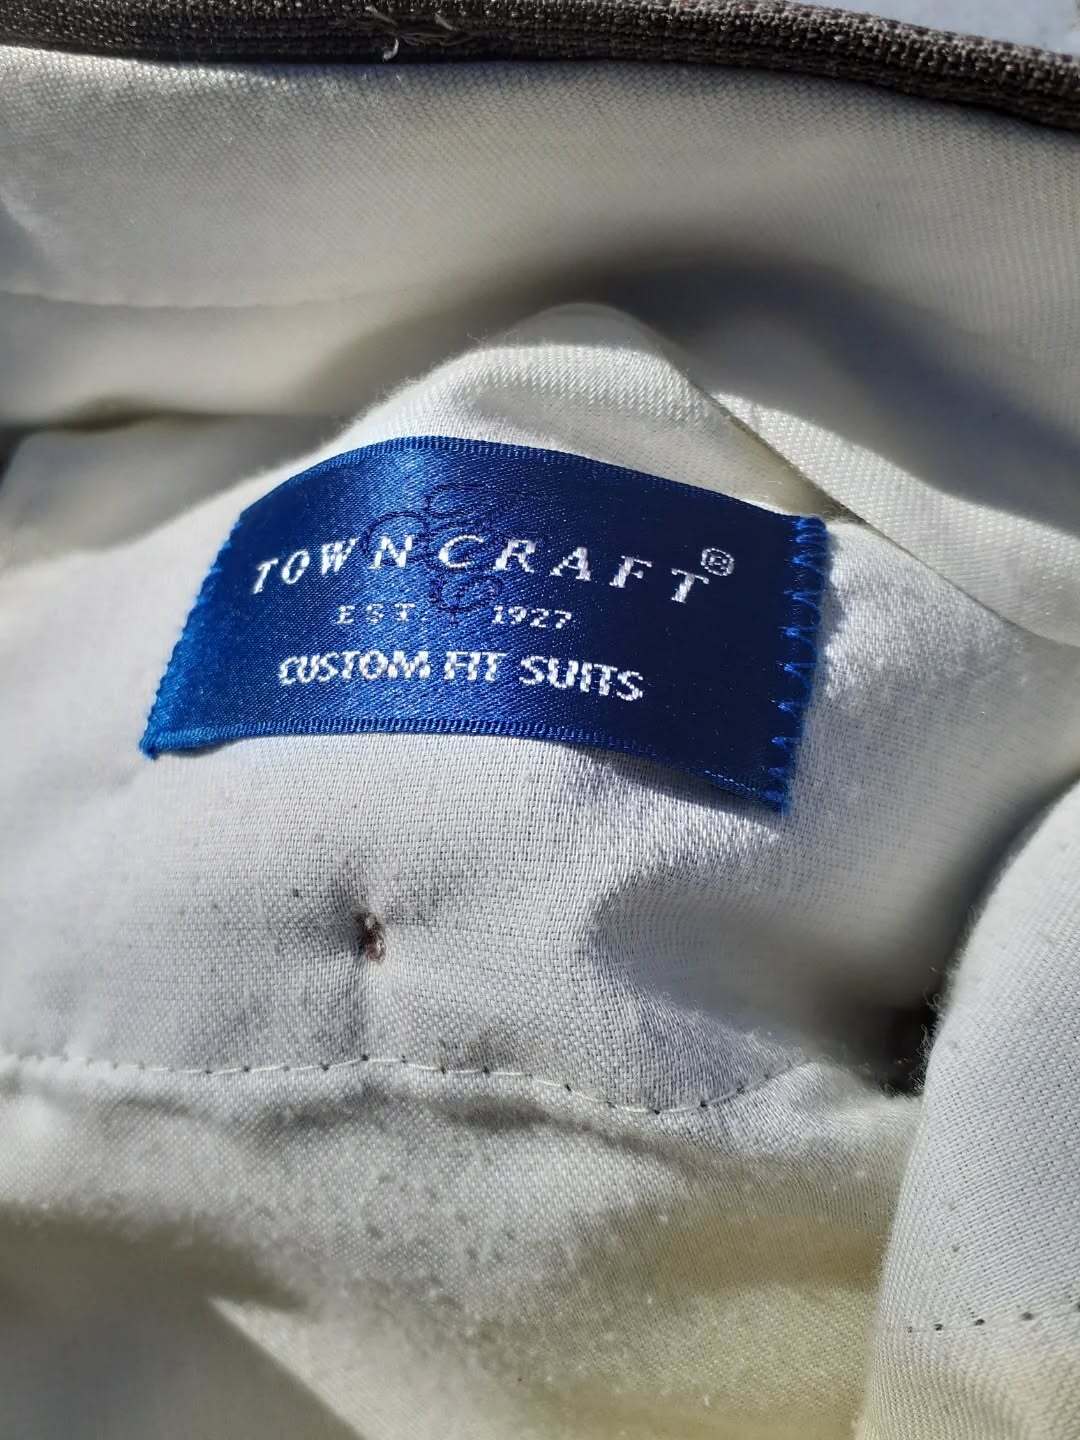 TOWNCRAFT®
EST. 1927
CUSTOM FIT SUITS